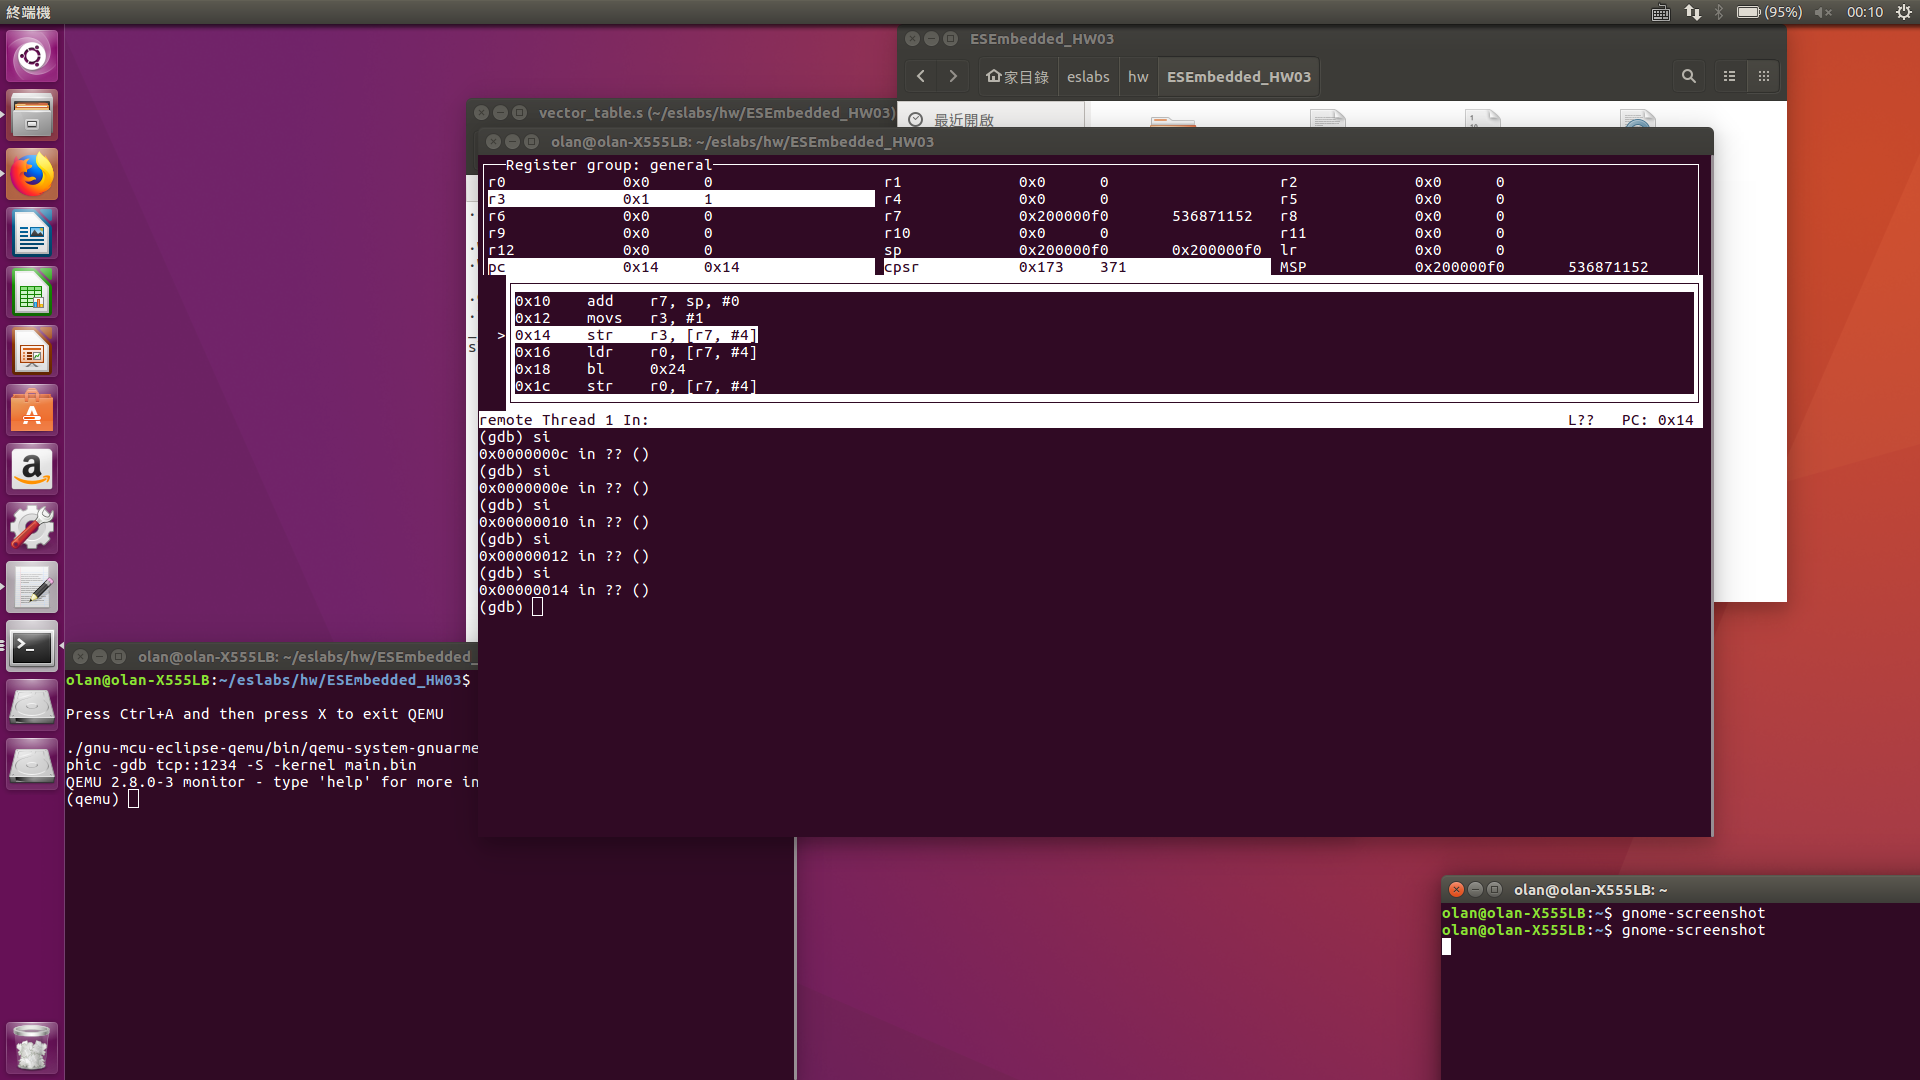 終端機
(95%)
00:10
ESEmbedded_HW03
家目錄 eslabs hw ESEmbedded_HW03
最近開啟
vector_table.s (~/eslabs/hw/ESEmbedded_HW03)
olan@olan-X555LB: ~/eslabs/hw/ESEmbedded_HW03
Register group: general
r0 0x0 0 r1 0x0 0 r2 0x0 0
r3 0x1 1 r4 0x0 0 r5 0x0 0
r6 0x0 0 r7 0x200000f0 536871152 r8 0x0 0
r9 0x0 0 r10 0x0 0 r11 0x0 0
r12 0x0 0 sp 0x200000f0 0x200000f0 lr 0x0 0
pc 0x14 0x14 cpsr 0x173 371 MSP 0x200000f0 536871152
0x10 add r7, sp, #0
0x12 movs r3, #1
> 0x14 str r3, [r7, #4]
0x16 ldr r0, [r7, #4]
0x18 bl 0x24
0x1c str r0, [r7, #4]
remote Thread 1 In: L?? PC: 0x14
(gdb) si
0x0000000c in ?? ()
(gdb) si
0x0000000e in ?? ()
(gdb) si
0x00000010 in ?? ()
(gdb) si
0x00000012 in ?? ()
(gdb) si
0x00000014 in ?? ()
(gdb)
olan@olan-X555LB: ~/eslabs/hw/ESEmbedded_
olan@olan-X555LB:~/eslabs/hw/ESEmbedded_HW03$
Press Ctrl+A and then press X to exit QEMU
./gnu-mcu-eclipse-qemu/bin/qemu-system-gnuarme
phic -gdb tcp::1234 -S -kernel main.bin
QEMU 2.8.0-3 monitor - type 'help' for more in
(qemu)
olan@olan-X555LB: ~
olan@olan-X555LB:~$ gnome-screenshot
olan@olan-X555LB:~$ gnome-screenshot